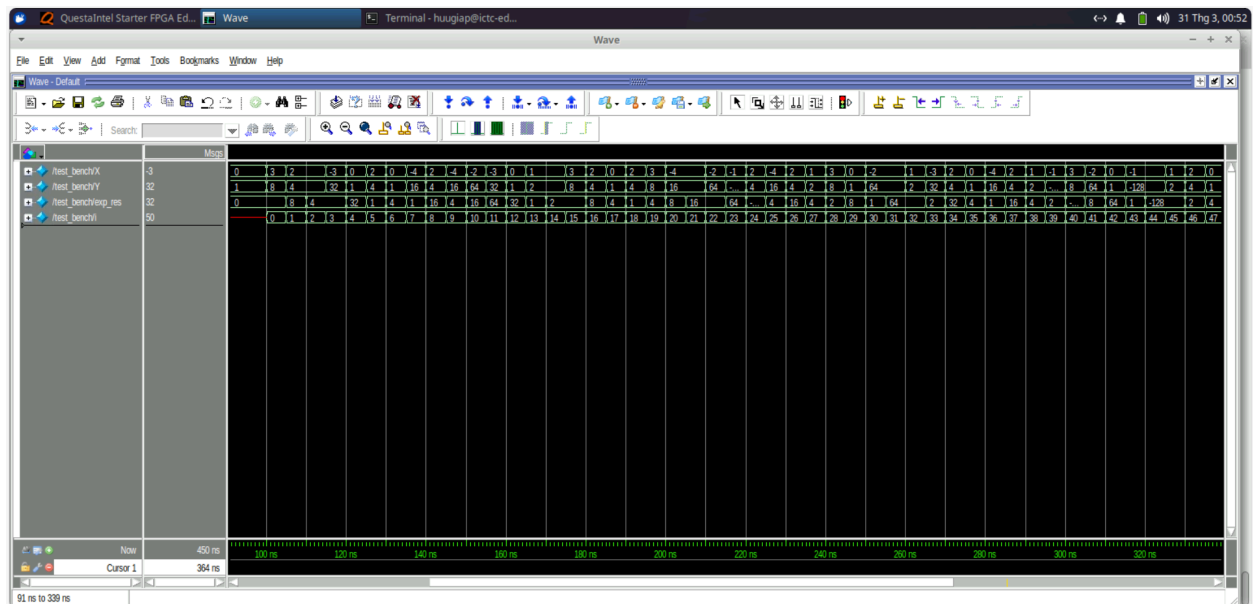 QuestaIntel Starter FPGA Ed... Wave Terminal - huugiap@ictc-ed... 31 Thg 3, 00:52
Wave
File Edit View Add Format Tools Bookmarks Window Help
Wave - Default
Search:
Msgs
/test_bench/X -3 0 3 2 -3 0 2 0 -4 2 -4 -2 -3 0 1 3 2 0 2 3 -4 -2 -1 2 -4 2 1 3 0 -2 1 -3 2 0 -4 2 1 -1 3 -2 0 -1 1 2 0
/test_bench/Y 32 1 8 4 32 1 4 1 16 4 16 64 32 1 2 8 4 1 4 8 16 64 -... 4 16 4 2 8 1 64 2 32 4 1 16 4 2 -... 8 64 1 -128 2 4 1
/test_bench/exp_res 32 0 8 4 32 1 4 1 16 4 16 64 32 1 2 8 4 1 4 8 16 64 -... 4 16 4 2 8 1 64 2 32 4 1 16 4 2 -... 8 64 1 -128 2 4
/test_bench/i 50 0 1 2 3 4 5 6 7 8 9 10 11 12 13 14 15 16 17 18 19 20 21 22 23 24 25 26 27 28 29 30 31 32 33 34 35 36 37 38 39 40 41 42 43 44 45 46 47
Now 450 ns 100 ns 120 ns 140 ns 160 ns 180 ns 200 ns 220 ns 240 ns 260 ns 280 ns 300 ns 320 ns
Cursor 1 364 ns
91 ns to 339 ns